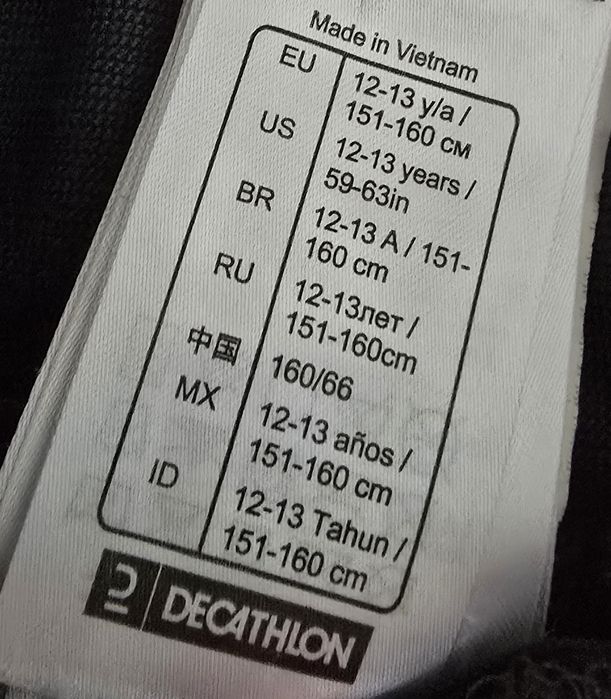 Made in Vietnam
EU 12-13 y/a /
151-160 см
US 12-13 years /
59-63in
BR 12-13 A / 151-
160 cm
RU 12-13лет /
151-160cm
中国 160/66
MX 12-13 años /
151-160 cm
ID 12-13 Tahun /
151-160 cm
DECATHLON